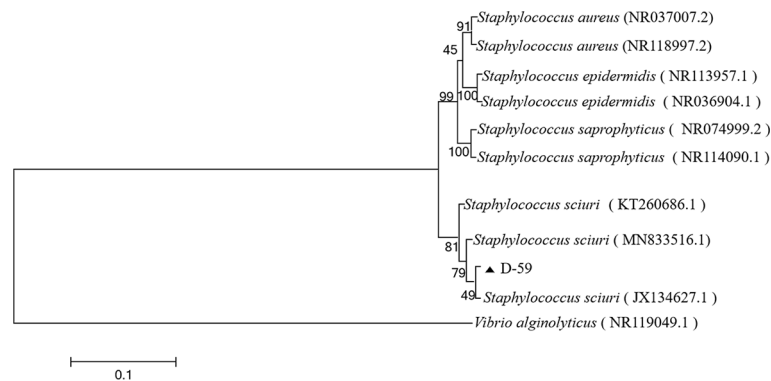 Staphylococcus aureus (NR037007.2)
91
Staphylococcus aureus (NR118997.2)
45
Staphylococcus epidermidis ( NR113957.1 )
99
100
Staphylococcus epidermidis ( NR036904.1 )
Staphylococcus saprophyticus ( NR074999.2 )
100
Staphylococcus saprophyticus ( NR114090.1 )
Staphylococcus sciuri ( KT260686.1 )
81
Staphylococcus sciuri ( MN833516.1)
79
▲ D-59
49
Staphylococcus sciuri ( JX134627.1 )
Vibrio alginolyticus ( NR119049.1 )
0.1